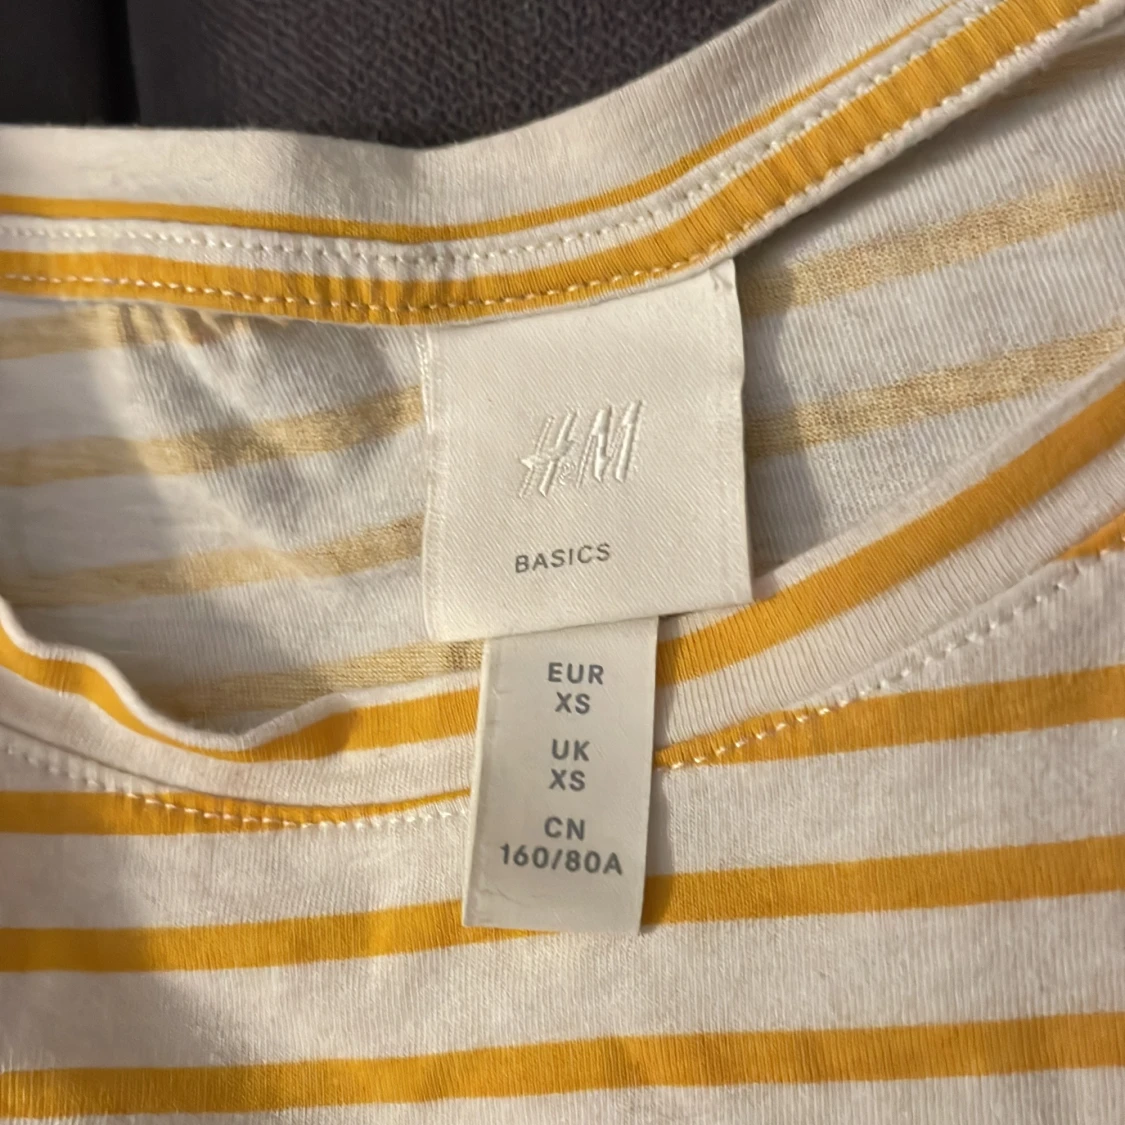 H&M
BASICS
EUR
XS
UK
XS
CN
160/80A